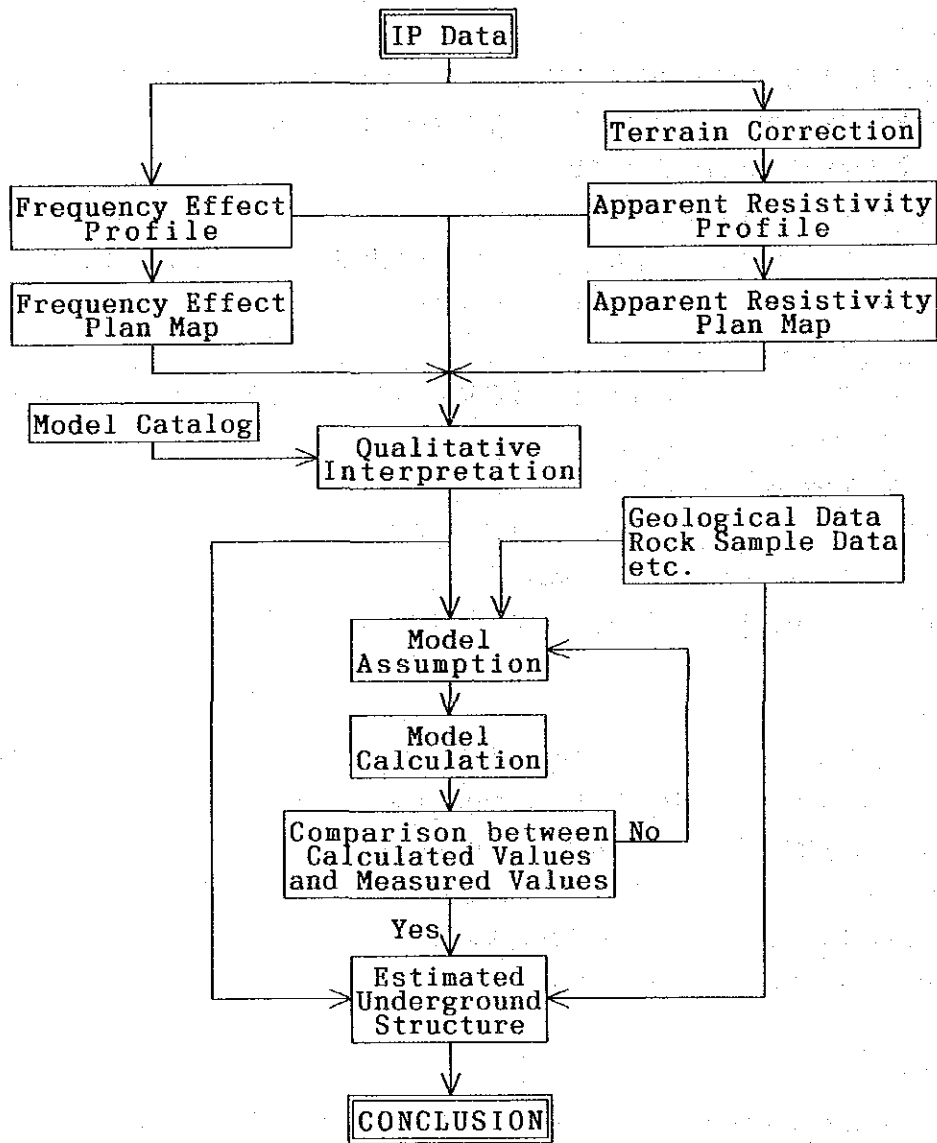 IP Data
Terrain Correction
Frequency Effect
Profile
Apparent Resistivity
Profile
Frequency Effect
Plan Map
Apparent Resistivity
Plan Map
Model Catalog
Qualitative
Interpretation
Geological Data
Rock Sample Data
etc.
Model
Assumption
Model
Calculation
Comparison between
Calculated Values
and Measured Values
No
Yes
Estimated
Underground
Structure
CONCLUSION